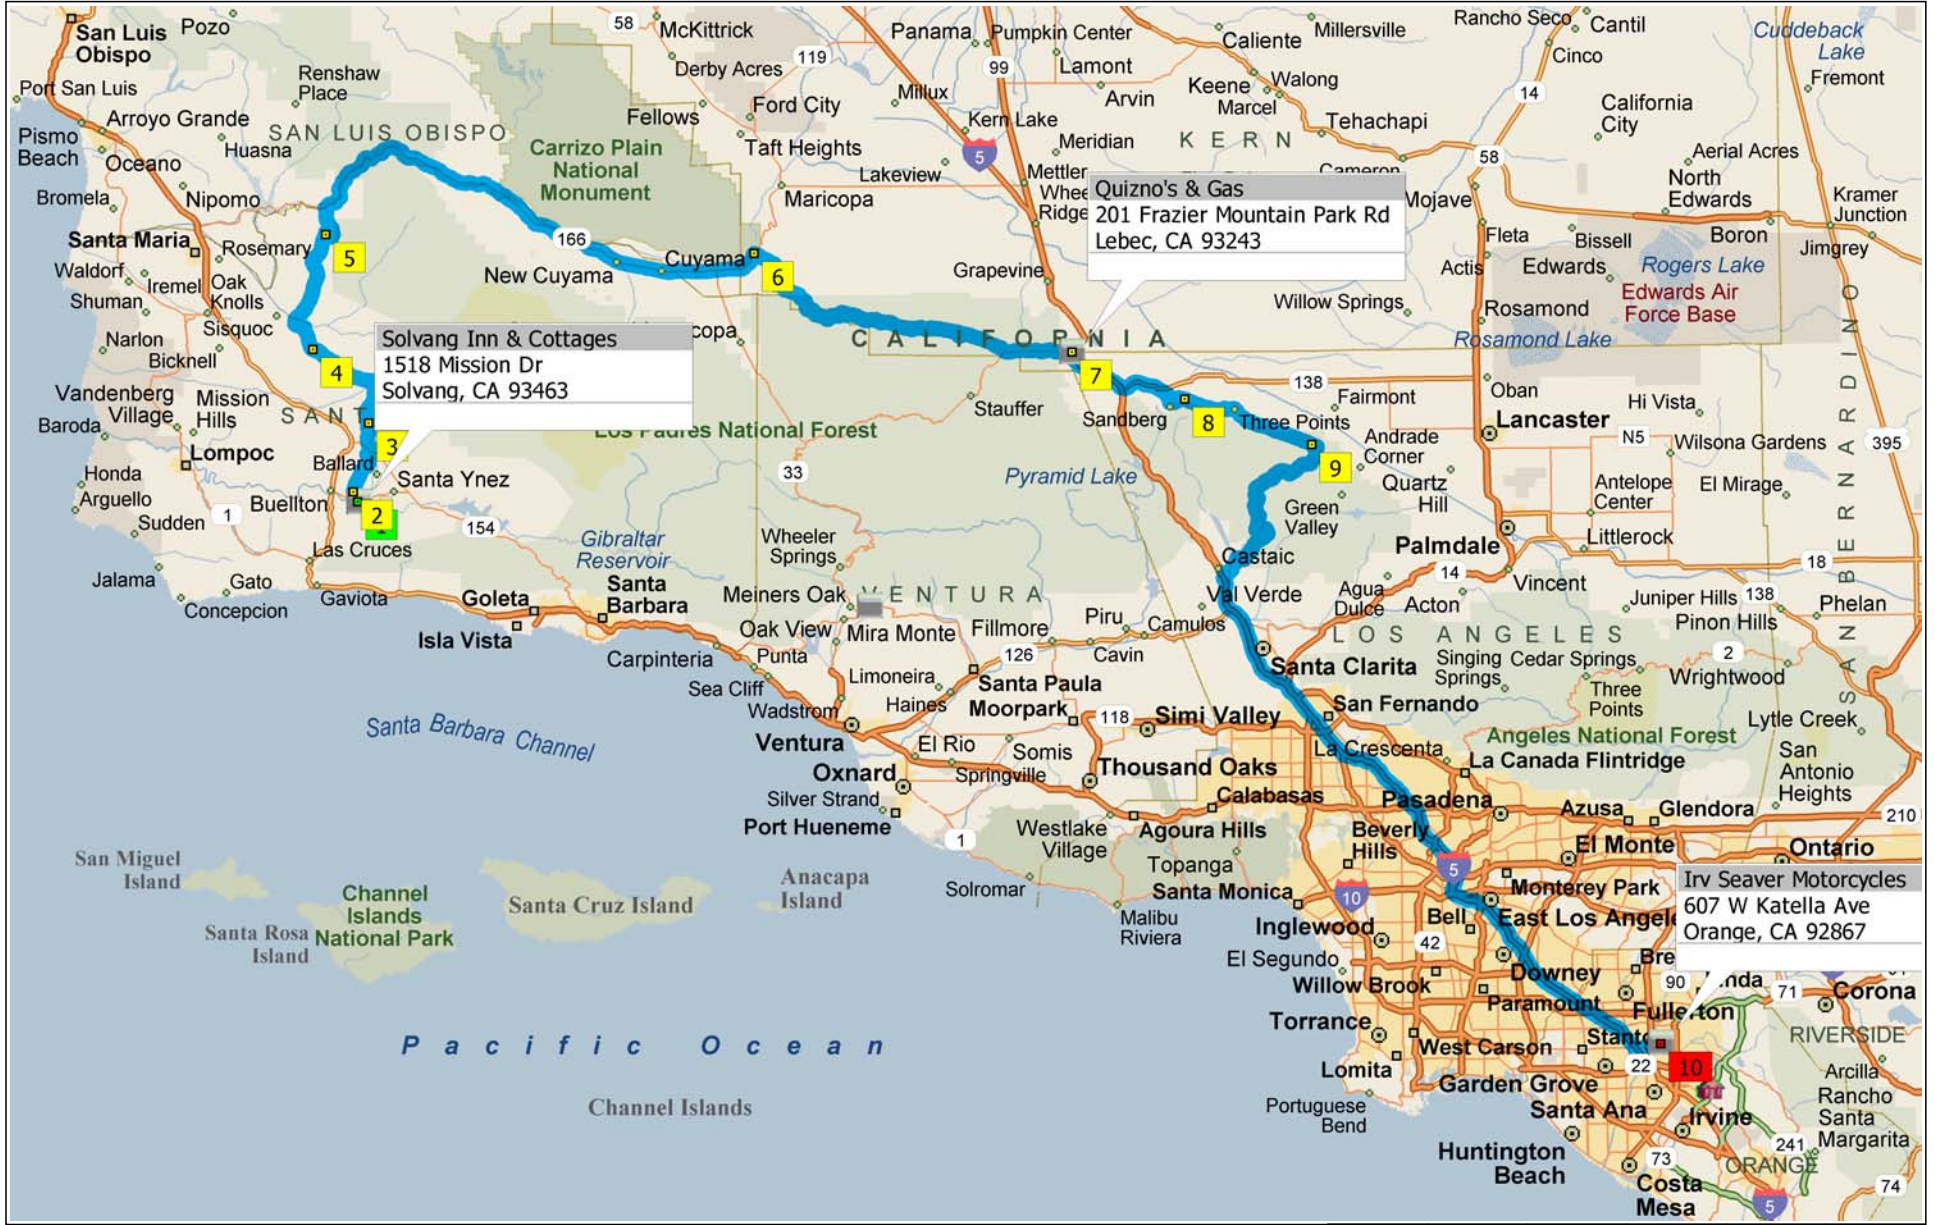 San Luis
Obispo
Pozo
58
McKittrick
Panama
Pumpkin Center
Caliente
Millersville
Rancho Seco
Cantil
Cuddeback
Lake
Renshaw
Place
Derby Acres
119
99
Lamont
Keene
Walong
Cinco
Fremont
Port San Luis
Millux
Arvin
Marcel
14
California
City
Arroyo Grande
Fellows
Ford City
Kern Lake
Tehachapi
Pismo
Beach
SAN LUIS OBISPO
Huasna
Carrizo Plain
National
Monument
Taft Heights
5
Meridian
KERN
58
Aerial Acres
Oceano
Lakeview
Mettler
Cameron
North
Edwards
Bromela
Nipomo
Maricopa
Whee
Ridge
Quizno's & Gas
201 Frazier Mountain Park Rd
Lebec, CA 93243
Mojave
Kramer
Junction
Santa Maria
Rosemary
5
166
Cuyama
Fleta
Bissell
Boron
Jimgrey
Waldorf
Iremel
Oak
Knolls
New Cuyama
6
Grapevine
Actis
Edwards
Rogers Lake
Shuman
Sisquoc
Willow Springs
Rosamond
Edwards Air
Force Base
Narlon
Bicknell
Solvang Inn & Cottages
1518 Mission Dr
Solvang, CA 93463
copa
CALIFORNIA
Rosamond Lake
4
7
138
Oban
Vandenberg
Village
Mission
Hills
SANT
Stauffer
Sandberg
8
Three Points
Fairmont
Lancaster
Hi Vista
Baroda
Los Padres National Forest
Andrade
Corner
N5
Wilsona Gardens
395
Lompoc
3
Ballard
Santa Ynez
33
Pyramid Lake
9
Quartz
Hill
Antelope
Center
El Mirage
Honda
Arguello
Buellton
2
1
Green
Valley
SAN BERNARDINO
Sudden
1
154
Las Cruces
Gibraltar
Reservoir
Wheeler
Springs
Castaic
Palmdale
Littlerock
Jalama
Gato
Concepcion
Gaviota
Goleta
Santa
Barbara
Meiners Oak
VENTURA
Val Verde
Agua
Dulce
14
Acton
Vincent
18
Juniper Hills
138
Phelan
Isla Vista
Oak View
Mira Monte
Fillmore
Piru
Camulos
Pinon Hills
Carpinteria
Punta
126
Cavin
LOS ANGELES
Singing
Springs
Cedar Springs
2
Sea Cliff
Limoneira
Santa Paula
Santa Clarita
Wrightwood
Wadstrom
Haines
Moorpark
118
Simi Valley
San Fernando
Three
Points
Lytle Creek
Santa Barbara Channel
Ventura
El Rio
Somis
La Crescenta
Angeles National Forest
San
Antonio
Heights
Oxnard
Springville
Thousand Oaks
La Canada Flintridge
Silver Strand
Calabasas
Pasadena
Azusa
Glendora
210
Port Hueneme
1
Westlake
Village
Agoura Hills
Beverly
Hills
El Monte
Ontario
San Miguel
Island
Topanga
5
Channel
Islands
National Park
Santa Cruz Island
Anacapa
Island
Solromar
Santa Monica
10
Monterey Park
Irv Seaver Motorcycles
607 W Katella Ave
Orange, CA 92867
Santa Rosa
Island
Malibu
Riviera
Inglewood
Bell
East Los Angele
El Segundo
42
Downey
Bre
Willow Brook
90
nda
71
Corona
Paramount
Fullerton
Torrance
West Carson
Stanto
RIVERSIDE
Pacific Ocean
Lomita
22
10
Arcilla
Channel Islands
Garden Grove
Portuguese
Bend
Santa Ana
Irvine
Rancho
Santa
Margarita
Huntington
Beach
73
241
ORANGE
Costa
Mesa
5
74